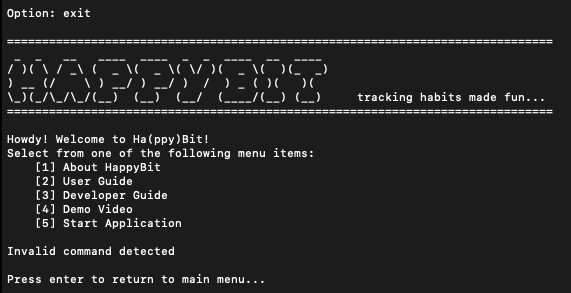 Option: exit
HAPPYBIT
tracking habits made fun...
Howdy! Welcome to Ha(ppy)Bit!
Select from one of the following menu items:
[1] About HappyBit
[2] User Guide
[3] Developer Guide
[4] Demo Video
[5] Start Application
Invalid command detected
Press enter to return to main menu...